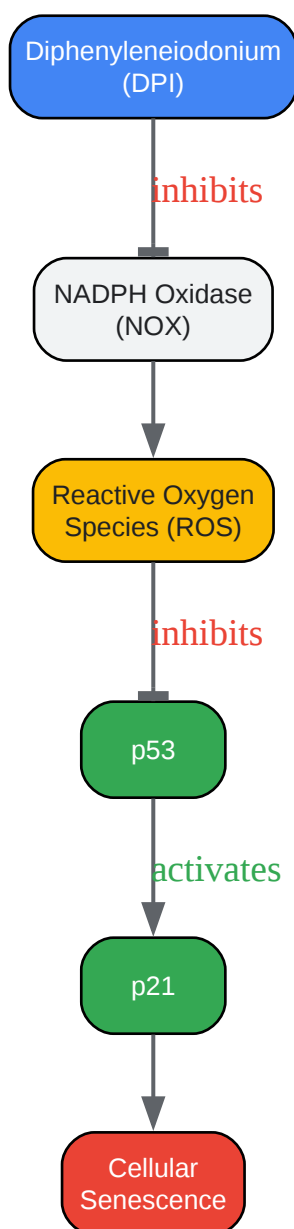 Diphenyleneiodonium
(DPI)
inhibits
NADPH Oxidase
(NOX)
Reactive Oxygen
Species (ROS)
inhibits
p53
activates
p21
Cellular
Senescence